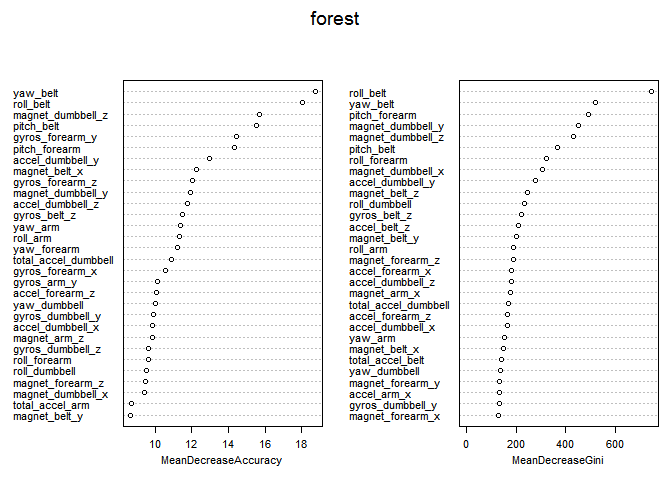 forest
yaw_belt
roll_belt
magnet_dumbbell_z
pitch_belt
gyros_forearm_y
pitch_forearm
accel_dumbbell_y
magnet_belt_x
gyros_forearm_z
magnet_dumbbell_y
accel_dumbbell_z
gyros_belt_z
yaw_arm
roll_arm
yaw_forearm
total_accel_dumbbell
gyros_forearm_x
gyros_arm_y
accel_forearm_z
yaw_dumbbell
gyros_dumbbell_y
accel_dumbbell_x
magnet_arm_z
gyros_dumbbell_z
roll_forearm
roll_dumbbell
magnet_forearm_z
magnet_dumbbell_x
total_accel_arm
magnet_belt_y
10 12 14 16 18
MeanDecreaseAccuracy
roll_belt
yaw_belt
pitch_forearm
magnet_dumbbell_y
magnet_dumbbell_z
pitch_belt
roll_forearm
magnet_dumbbell_x
accel_dumbbell_y
magnet_belt_z
roll_dumbbell
gyros_belt_z
accel_belt_z
magnet_belt_y
roll_arm
magnet_forearm_z
accel_forearm_x
accel_dumbbell_z
magnet_arm_x
total_accel_dumbbell
accel_forearm_z
accel_dumbbell_x
yaw_arm
magnet_belt_x
total_accel_belt
yaw_dumbbell
magnet_forearm_y
accel_arm_x
gyros_dumbbell_y
magnet_forearm_x
0 200 400 600
MeanDecreaseGini